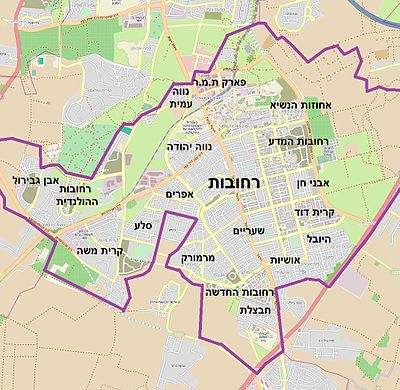 פארק ת.מ.ר
נווה
עמית
אחוזות הנשיא
רחובות המדע
נווה יהודה
אבן גבירול
רחובות
ההולנדית
אפרים
רחובות
אבני חן
קרית דוד
סלע
שעריים
היובל
קרית משה
מרמורק
אושיות
רחובות החדשה
חבצלת